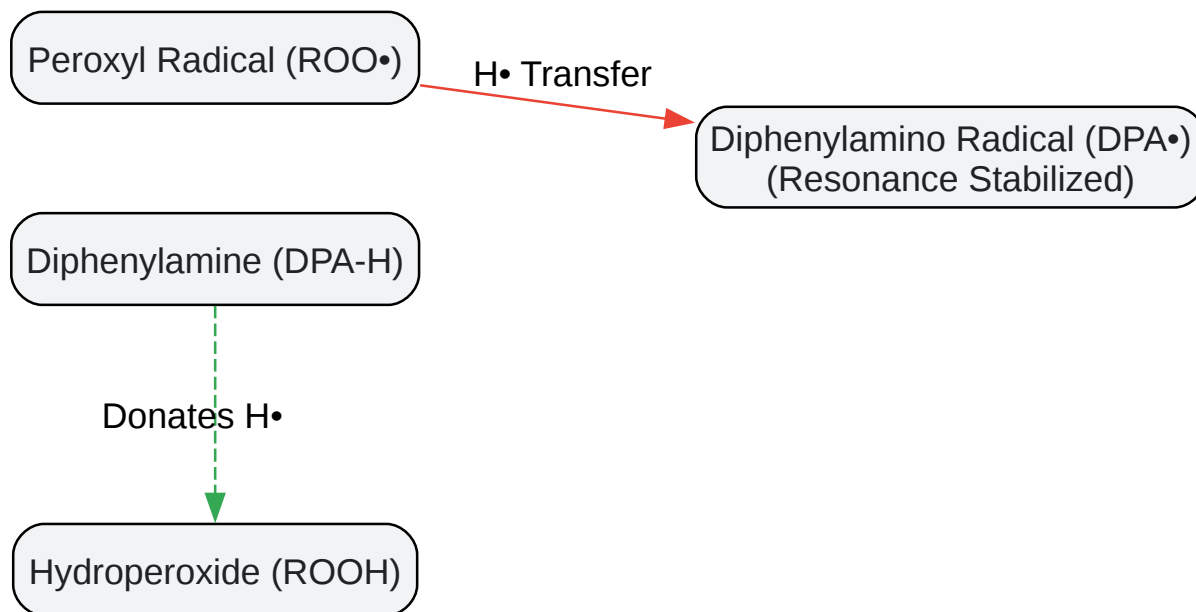 Peroxyl Radical (ROO•)
H• Transfer
Diphenylamino Radical (DPA•)
(Resonance Stabilized)
Diphenylamine (DPA-H)
Donates H•
Hydroperoxide (ROOH)